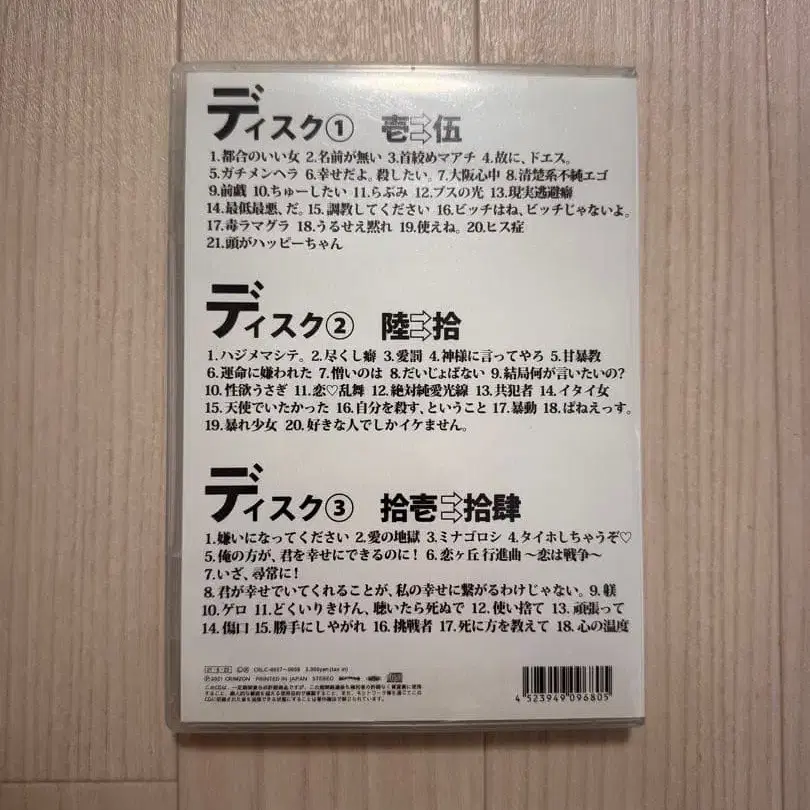 ディスク① 壱⇨伍
1.都合のいい女 2.名前が無い 3.首絞めマアチ 4.故に、ドエス。
5.ガチメンヘラ 6.幸せだよ。殺したい。 7.大阪心中 8.清楚系不純エゴ
9.前戯 10.ちゅーしたい 11.らぶみ 12.ブスの光 13.現実逃避癖
14.最低最悪、だ。 15.調教してください 16.ビッチはね、ビッチじゃないよ。
17.毒ラマグラ 18.うるせえ黙れ 19.使えね。 20.ヒス症
21.頭がハッピーちゃん
ディスク② 陸⇨拾
1.ハジメマシテ。 2.尽くし癖 3.愛罰 4.神様に言ってやろ 5.甘暴教
6.運命に嫌われた 7.憎いのは 8.だいじょばない 9.結局何が言いたいの?
10.性欲うさぎ 11.恋♡乱舞 12.絶対純愛光線 13.共犯者 14.イタイ女
15.天使でいたかった 16.自分を殺す、ということ 17.暴動 18.ばねえっす。
19.暴れ少女 20.好きな人でしかイケません。
ディスク③ 拾壱⇨拾肆
1.嫌いになってください 2.愛の地獄 3.ミナゴロシ 4.タイホしちゃうぞ♡
5.俺の方が、君を幸せにできるのに! 6.恋ヶ丘行進曲 〜恋は戦争〜
7.いざ、尋常に!
8.君が幸せでいてくれることが、私の幸せに繋がるわけじゃない。 9.躾
10.ゲロ 11.どくいりきけん、聴いたら死ぬで 12.使い捨て 13.頑張って
14.傷口 15.勝手にしやがれ 16.挑戦者 17.死に方を教えて 18.心の温度
℗2021 CRIMZON PRINTED IN JAPAN STEREO
4 523949 096805